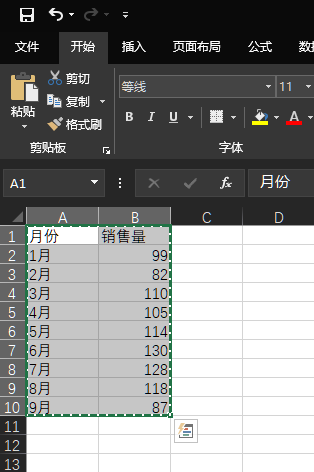 文件 开始 插入 页面布局 公式
剪切
复制
格式刷
粘贴
剪贴板
等线 11
B I U A
字体
A1 fx 月份
A B C D
1 月份 销售量
2 1月 99
3 2月 82
4 3月 110
5 4月 105
6 5月 114
7 6月 130
8 7月 128
9 8月 118
10 9月 87
11
12
13